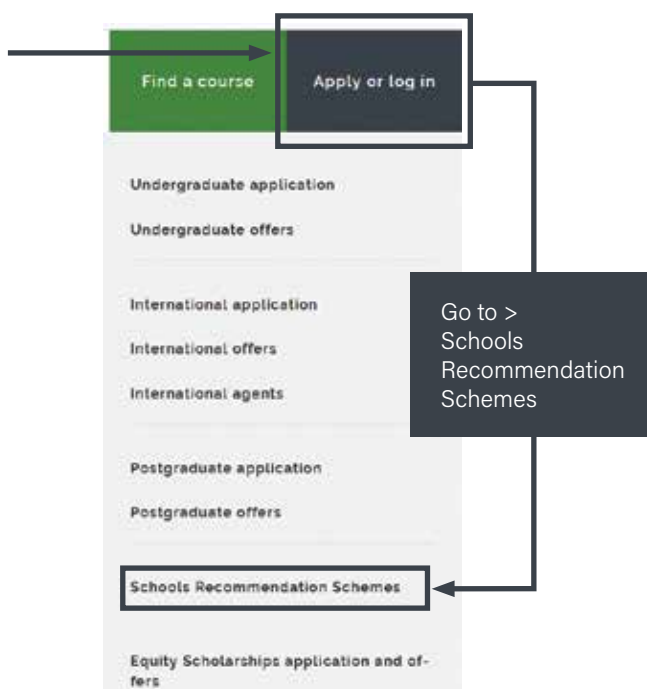 Find a course
Apply or log in
Undergraduate application
Undergraduate offers
International application
International offers
International agents
Go to >
Schools
Recommendation
Schemes
Postgraduate application
Postgraduate offers
Schools Recommendation Schemes
Equity Scholarships application and of-
fers